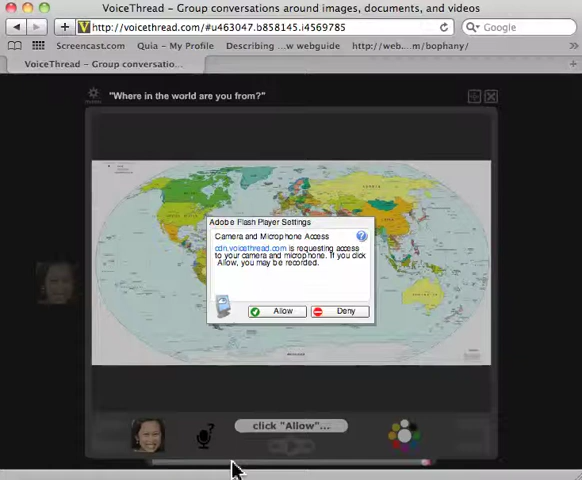 VoiceThread - Group conversations around images, documents, and videos
http://voicethread.com/#u463047.b858145.i4569785
Google
Screencast.com
Quia - My Profile
Describing ...w webguide
http://web....m/bophany/
VoiceThread - Group conversatio...
"Where in the world are you from?"
Adobe Flash Player Settings
Camera and Microphone Access
cdn.voicethread.com is requesting access
to your camera and microphone. If you click
Allow, you may be recorded.
Allow
Deny
click "Allow"...